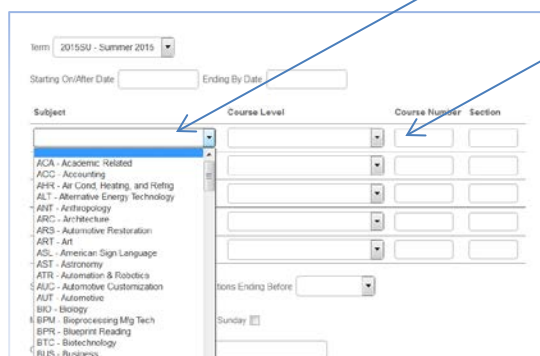 Term 2015SU - Summer 2015
Starting On/After Date Ending By Date
Subject Course Level Course Number Section
ACA - Academic Related
ACC - Accounting
AHR - Air Cond, Heating, and Refrig
ALT - Alternative Energy Technology
ANT - Anthropology
ARC - Architecture
ARS - Automotive Restoration
ART - Art
ASL - American Sign Language
AST - Astronomy
ATR - Automation & Robotics
AUC - Automotive Customization
tions Ending Before
AUT - Automotive
BIO - Biology
BPM - Bioprocessing Mfg Tech
Sunday
BPR - Blueprint Reading
BTC - Biotechnology
BUS - Business